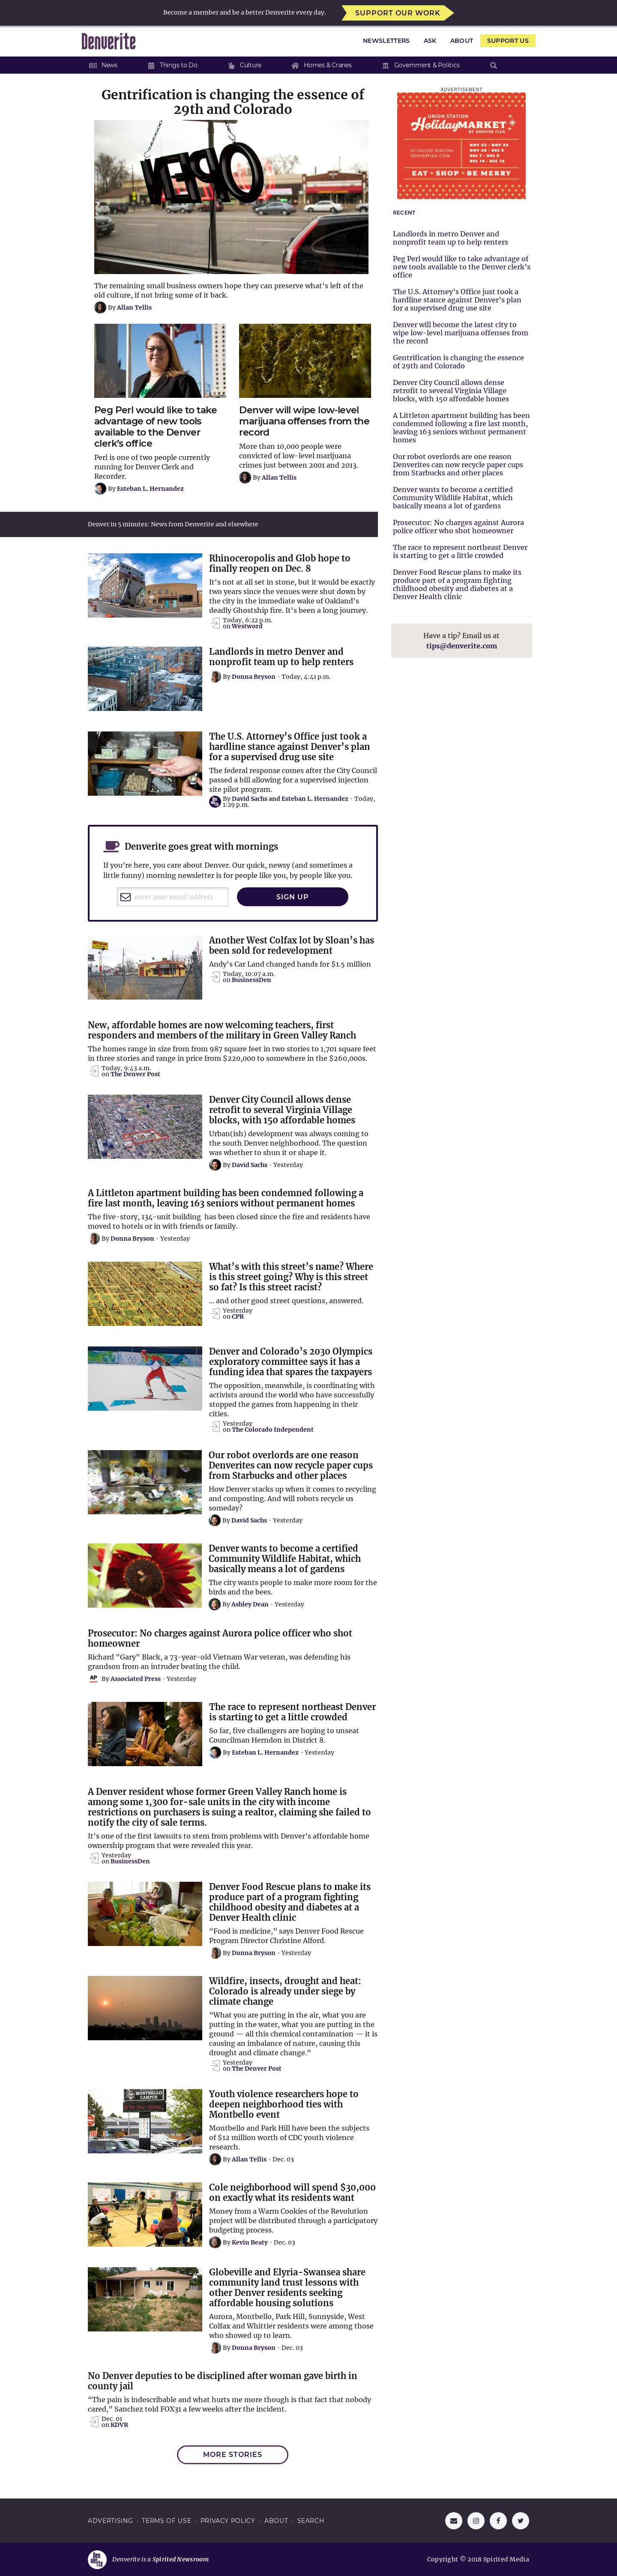 Become a member and be a better Denverite every day.
SUPPORT OUR WORK
Denverite
NEWSLETTERS
ASK
ABOUT
SUPPORT US
News
Things to Do
Culture
Homes & Cranes
Government & Politics
Gentrification is changing the essence of
29th and Colorado
The remaining small business owners hope they can preserve what's left of the
old culture, if not bring some of it back.
By Allan Tellis
Peg Perl would like to take
advantage of new tools
available to the Denver
clerk's office
Perl is one of two people currently
running for Denver Clerk and
Recorder.
By Esteban L. Hernandez
Denver will wipe low-level
marijuana offenses from the
record
More than 10,000 people were
convicted of low-level marijuana
crimes just between 2001 and 2013.
By Allan Tellis
Denver in 5 minutes: News from Denverite and elsewhere
Rhinoceropolis and Glob hope to
finally reopen on Dec. 8
It's not at all set in stone, but it would be exactly
two years since the venues were shut down by
the city in the immediate wake of Oakland's
deadly Ghostship fire. It's been a long journey.
Today, 6:22 p.m.
on Westword
Landlords in metro Denver and
nonprofit team up to help renters
By Donna Bryson · Today, 4:41 p.m.
The U.S. Attorney's Office just took a
hardline stance against Denver's plan
for a supervised drug use site
The federal response comes after the City Council
passed a bill allowing for a supervised injection
site pilot program.
By David Sachs and Esteban L. Hernandez · Today,
1:29 p.m.
Denverite goes great with mornings
If you're here, you care about Denver. Our quick, newsy (and sometimes a
little funny) morning newsletter is for people like you, by people like you.
enter your email address
SIGN UP
Another West Colfax lot by Sloan's has
been sold for redevelopment
Andy's Car Land changed hands for $1.5 million
Today, 10:07 a.m.
on BusinessDen
New, affordable homes are now welcoming teachers, first
responders and members of the military in Green Valley Ranch
The homes range in size from from 987 square feet in two stories to 1,701 square feet
in three stories and range in price from $220,000 to somewhere in the $260,000s.
Today, 9:43 a.m.
on The Denver Post
Denver City Council allows dense
retrofit to several Virginia Village
blocks, with 150 affordable homes
Urban(ish) development was always coming to
the south Denver neighborhood. The question
was whether to shun it or shape it.
By David Sachs · Yesterday
A Littleton apartment building has been condemned following a
fire last month, leaving 163 seniors without permanent homes
The five-story, 134-unit building has been closed since the fire and residents have
moved to hotels or in with friends or family.
By Donna Bryson · Yesterday
What's with this street's name? Where
is this street going? Why is this street
so fat? Is this street racist?
... and other good street questions, answered.
Yesterday
on CPR
Denver and Colorado's 2030 Olympics
exploratory committee says it has a
funding idea that spares the taxpayers
The opposition, meanwhile, is coordinating with
activists around the world who have successfully
stopped the games from happening in their
cities.
Yesterday
on The Colorado Independent
Our robot overlords are one reason
Denverites can now recycle paper cups
from Starbucks and other places
How Denver stacks up when it comes to recycling
and composting. And will robots recycle us
someday?
By David Sachs · Yesterday
Denver wants to become a certified
Community Wildlife Habitat, which
basically means a lot of gardens
The city wants people to make more room for the
birds and the bees.
By Ashley Dean · Yesterday
Prosecutor: No charges against Aurora police officer who shot
homeowner
Richard "Gary" Black, a 73-year-old Vietnam War veteran, was defending his
grandson from an intruder beating the child.
AP
By Associated Press · Yesterday
The race to represent northeast Denver
is starting to get a little crowded
So far, five challengers are hoping to unseat
Councilman Herndon in District 8.
By Esteban L. Hernandez · Yesterday
A Denver resident whose former Green Valley Ranch home is
among some 1,300 for-sale units in the city with income
restrictions on purchasers is suing a realtor, claiming she failed to
notify the city of sale terms.
It's one of the first lawsuits to stem from problems with Denver's affordable home
ownership program that were revealed this year.
Yesterday
on BusinessDen
Denver Food Rescue plans to make its
produce part of a program fighting
childhood obesity and diabetes at a
Denver Health clinic
“Food is medicine,” says Denver Food Rescue
Program Director Christine Alford.
By Donna Bryson · Yesterday
Wildfire, insects, drought and heat:
Colorado is already under siege by
climate change
“What you are putting in the air, what you are
putting in the water, what you are putting in the
ground — all this chemical contamination — it is
causing an imbalance of nature, causing this
drought and climate change.”
Yesterday
on The Denver Post
MONTBELLO
CAMPUS
Youth violence researchers hope to
deepen neighborhood ties with
Montbello event
Montbello and Park Hill have been the subjects
of $12 million worth of CDC youth violence
research.
By Allan Tellis · Dec. 03
Cole neighborhood will spend $30,000
on exactly what its residents want
Money from a Warm Cookies of the Revolution
project will be distributed through a participatory
budgeting process.
By Kevin Beaty · Dec. 03
Globeville and Elyria-Swansea share
community land trust lessons with
other Denver residents seeking
affordable housing solutions
Aurora, Montbello, Park Hill, Sunnyside, West
Colfax and Whittier residents were among those
who showed up to learn.
By Donna Bryson · Dec. 03
No Denver deputies to be disciplined after woman gave birth in
county jail
“The pain is indescribable and what hurts me more though is that fact that nobody
cared,” Sanchez told FOX31 a few weeks after the incident.
Dec. 01
on KDVR
MORE STORIES
ADVERTISEMENT
UNION STATION
Holiday MARKET
BY DENVER FLEA
AT UNION STATION
DENVERFLEA.COM
NOV 23 - NOV 25
NOV 30 - DEC 2
DEC 7 - DEC 9
DEC 14 - DEC 16
EAT • SHOP • BE MERRY
RECENT
Landlords in metro Denver and
nonprofit team up to help renters
Peg Perl would like to take advantage of
new tools available to the Denver clerk's
office
The U.S. Attorney's Office just took a
hardline stance against Denver's plan
for a supervised drug use site
Denver will become the latest city to
wipe low-level marijuana offenses from
the record
Gentrification is changing the essence
of 29th and Colorado
Denver City Council allows dense
retrofit to several Virginia Village
blocks, with 150 affordable homes
A Littleton apartment building has been
condemned following a fire last month,
leaving 163 seniors without permanent
homes
Our robot overlords are one reason
Denverites can now recycle paper cups
from Starbucks and other places
Denver wants to become a certified
Community Wildlife Habitat, which
basically means a lot of gardens
Prosecutor: No charges against Aurora
police officer who shot homeowner
The race to represent northeast Denver
is starting to get a little crowded
Denver Food Rescue plans to make its
produce part of a program fighting
childhood obesity and diabetes at a
Denver Health clinic
Have a tip? Email us at
tips@denverite.com
ADVERTISING · TERMS OF USE · PRIVACY POLICY · ABOUT · SEARCH
Denverite is a Spirited Newsroom
Copyright © 2018 Spirited Media